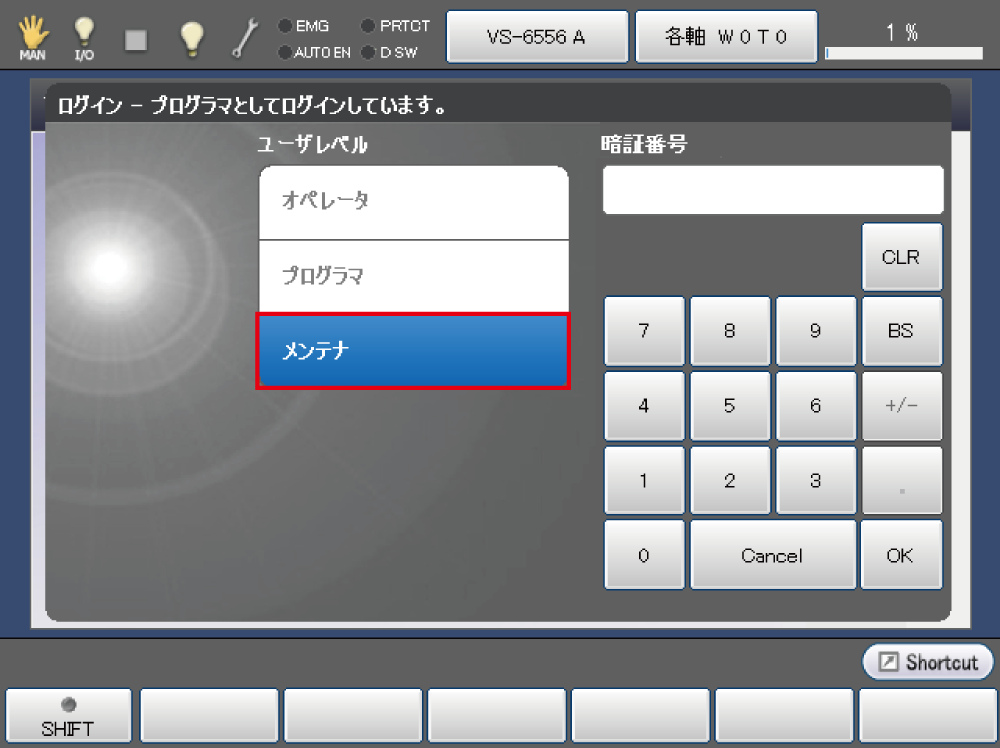 MAN
I/O
EMG
PRTCT
AUTO EN
D SW
VS-6556 A
各軸 W 0 T 0
1 %
ログイン - プログラマとしてログインしています。
ユーザレベル
暗証番号
オペレータ
プログラマ
メンテナ
CLR
7 8 9 BS
4 5 6 +/-
1 2 3 .
0 Cancel OK
Shortcut
SHIFT